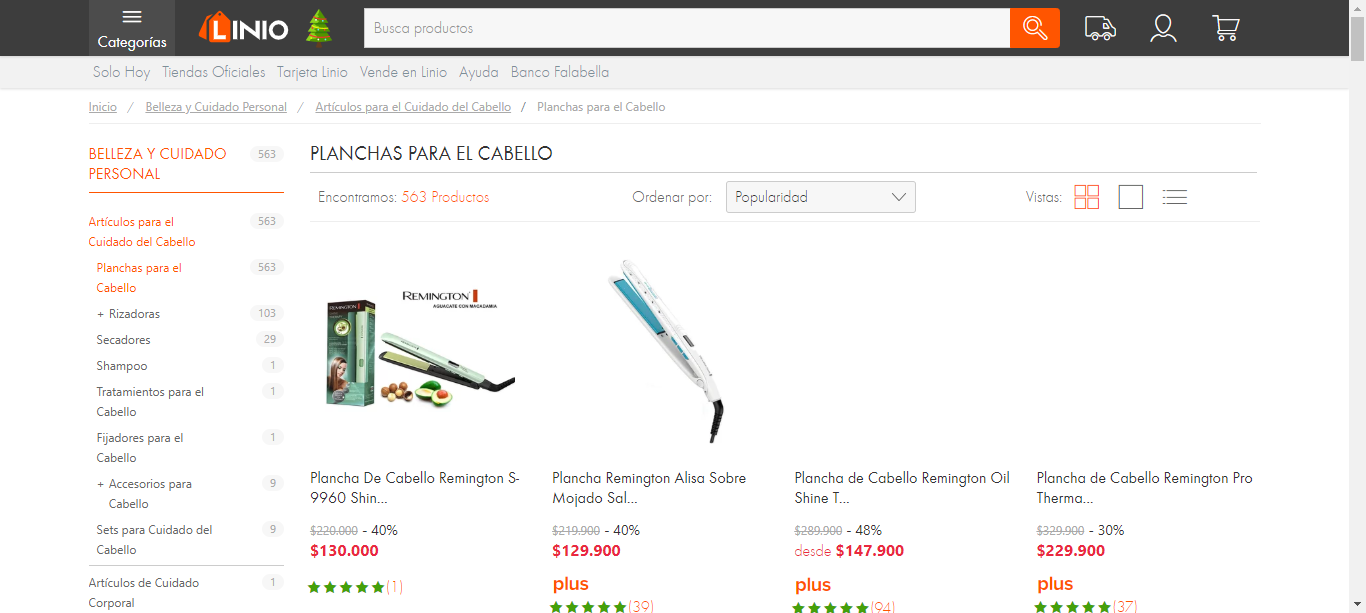 Categorías
LINIO
Busca productos
Solo Hoy Tiendas Oficiales Tarjeta Linio Vende en Linio Ayuda Banco Falabella
Inicio / Belleza y Cuidado Personal / Artículos para el Cuidado del Cabello / Planchas para el Cabello
BELLEZA Y CUIDADO 563
PERSONAL
Artículos para el 563
Cuidado del Cabello
Planchas para el 563
Cabello
+ Rizadoras 103
Secadores 29
Shampoo 1
Tratamientos para el 1
Cabello
Fijadores para el 1
Cabello
+ Accesorios para 9
Cabello
Sets para Cuidado del 9
Cabello
Artículos de Cuidado 1
Corporal
PLANCHAS PARA EL CABELLO
Encontramos: 563 Productos
Ordenar por: Popularidad
Vistas:
REMINGTON
AGUACATE CON MACADAMIA
REMINGTON
Plancha De Cabello Remington S-
9960 Shin...
$220.000 - 40%
$130.000
(1)
Plancha Remington Alisa Sobre
Mojado Sal...
$219.900 - 40%
$129.900
plus
(39)
Plancha de Cabello Remington Oil
Shine T...
$289.900 - 48%
desde $147.900
plus
(94)
Plancha de Cabello Remington Pro
Therma...
$329.900 - 30%
$229.900
plus
(37)